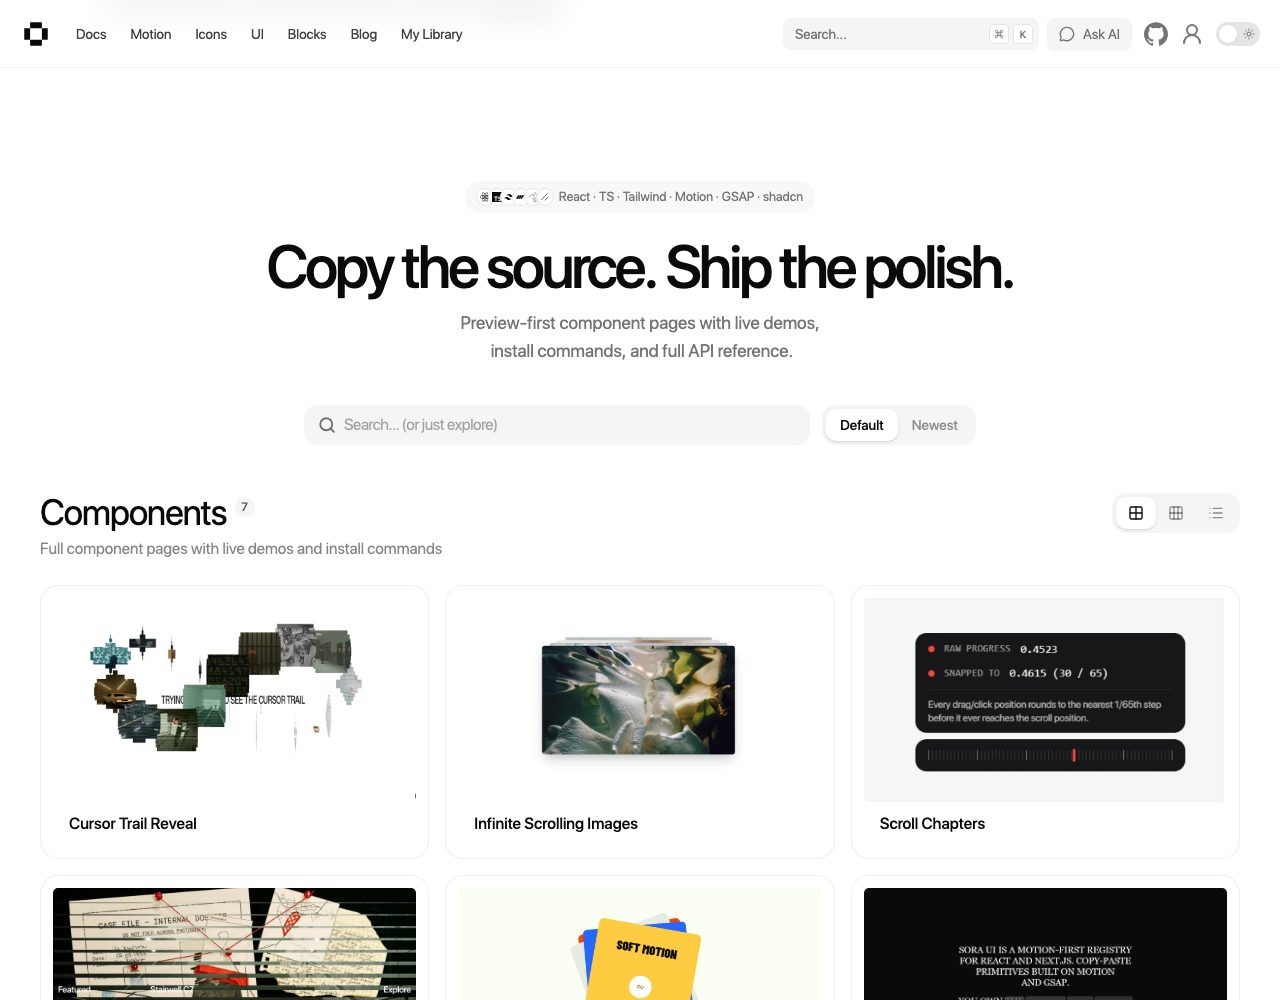 Docs Motion Icons UI Blocks Blog My Library Search... ⌘ K Ask AI
React · TS · Tailwind · Motion · GSAP · shadcn
Copy the source. Ship the polish.
Preview-first component pages with live demos,
install commands, and full API reference.
Search... (or just explore) Default Newest
Components 7
Full component pages with live demos and install commands
TRYING
O SEE THE CURSOR TRAIL
RAW PROGRESS 0.4523
SNAPPED TO 0.4615 (30 / 65)
Every drag/click position rounds to the nearest 1/65th step
before it ever reaches the scroll position.
Cursor Trail Reveal
Infinite Scrolling Images
Scroll Chapters
CASE FILE — INTERNAL
DO NOT FOLD ACROSS
Featured Explore
SOFT MOTION
SORA UI IS A MOTION-FIRST REGISTRY
FOR REACT AND NEXT.JS. COPY-PASTE
PRIMITIVES BUILT ON MOTION
AND GSAP.